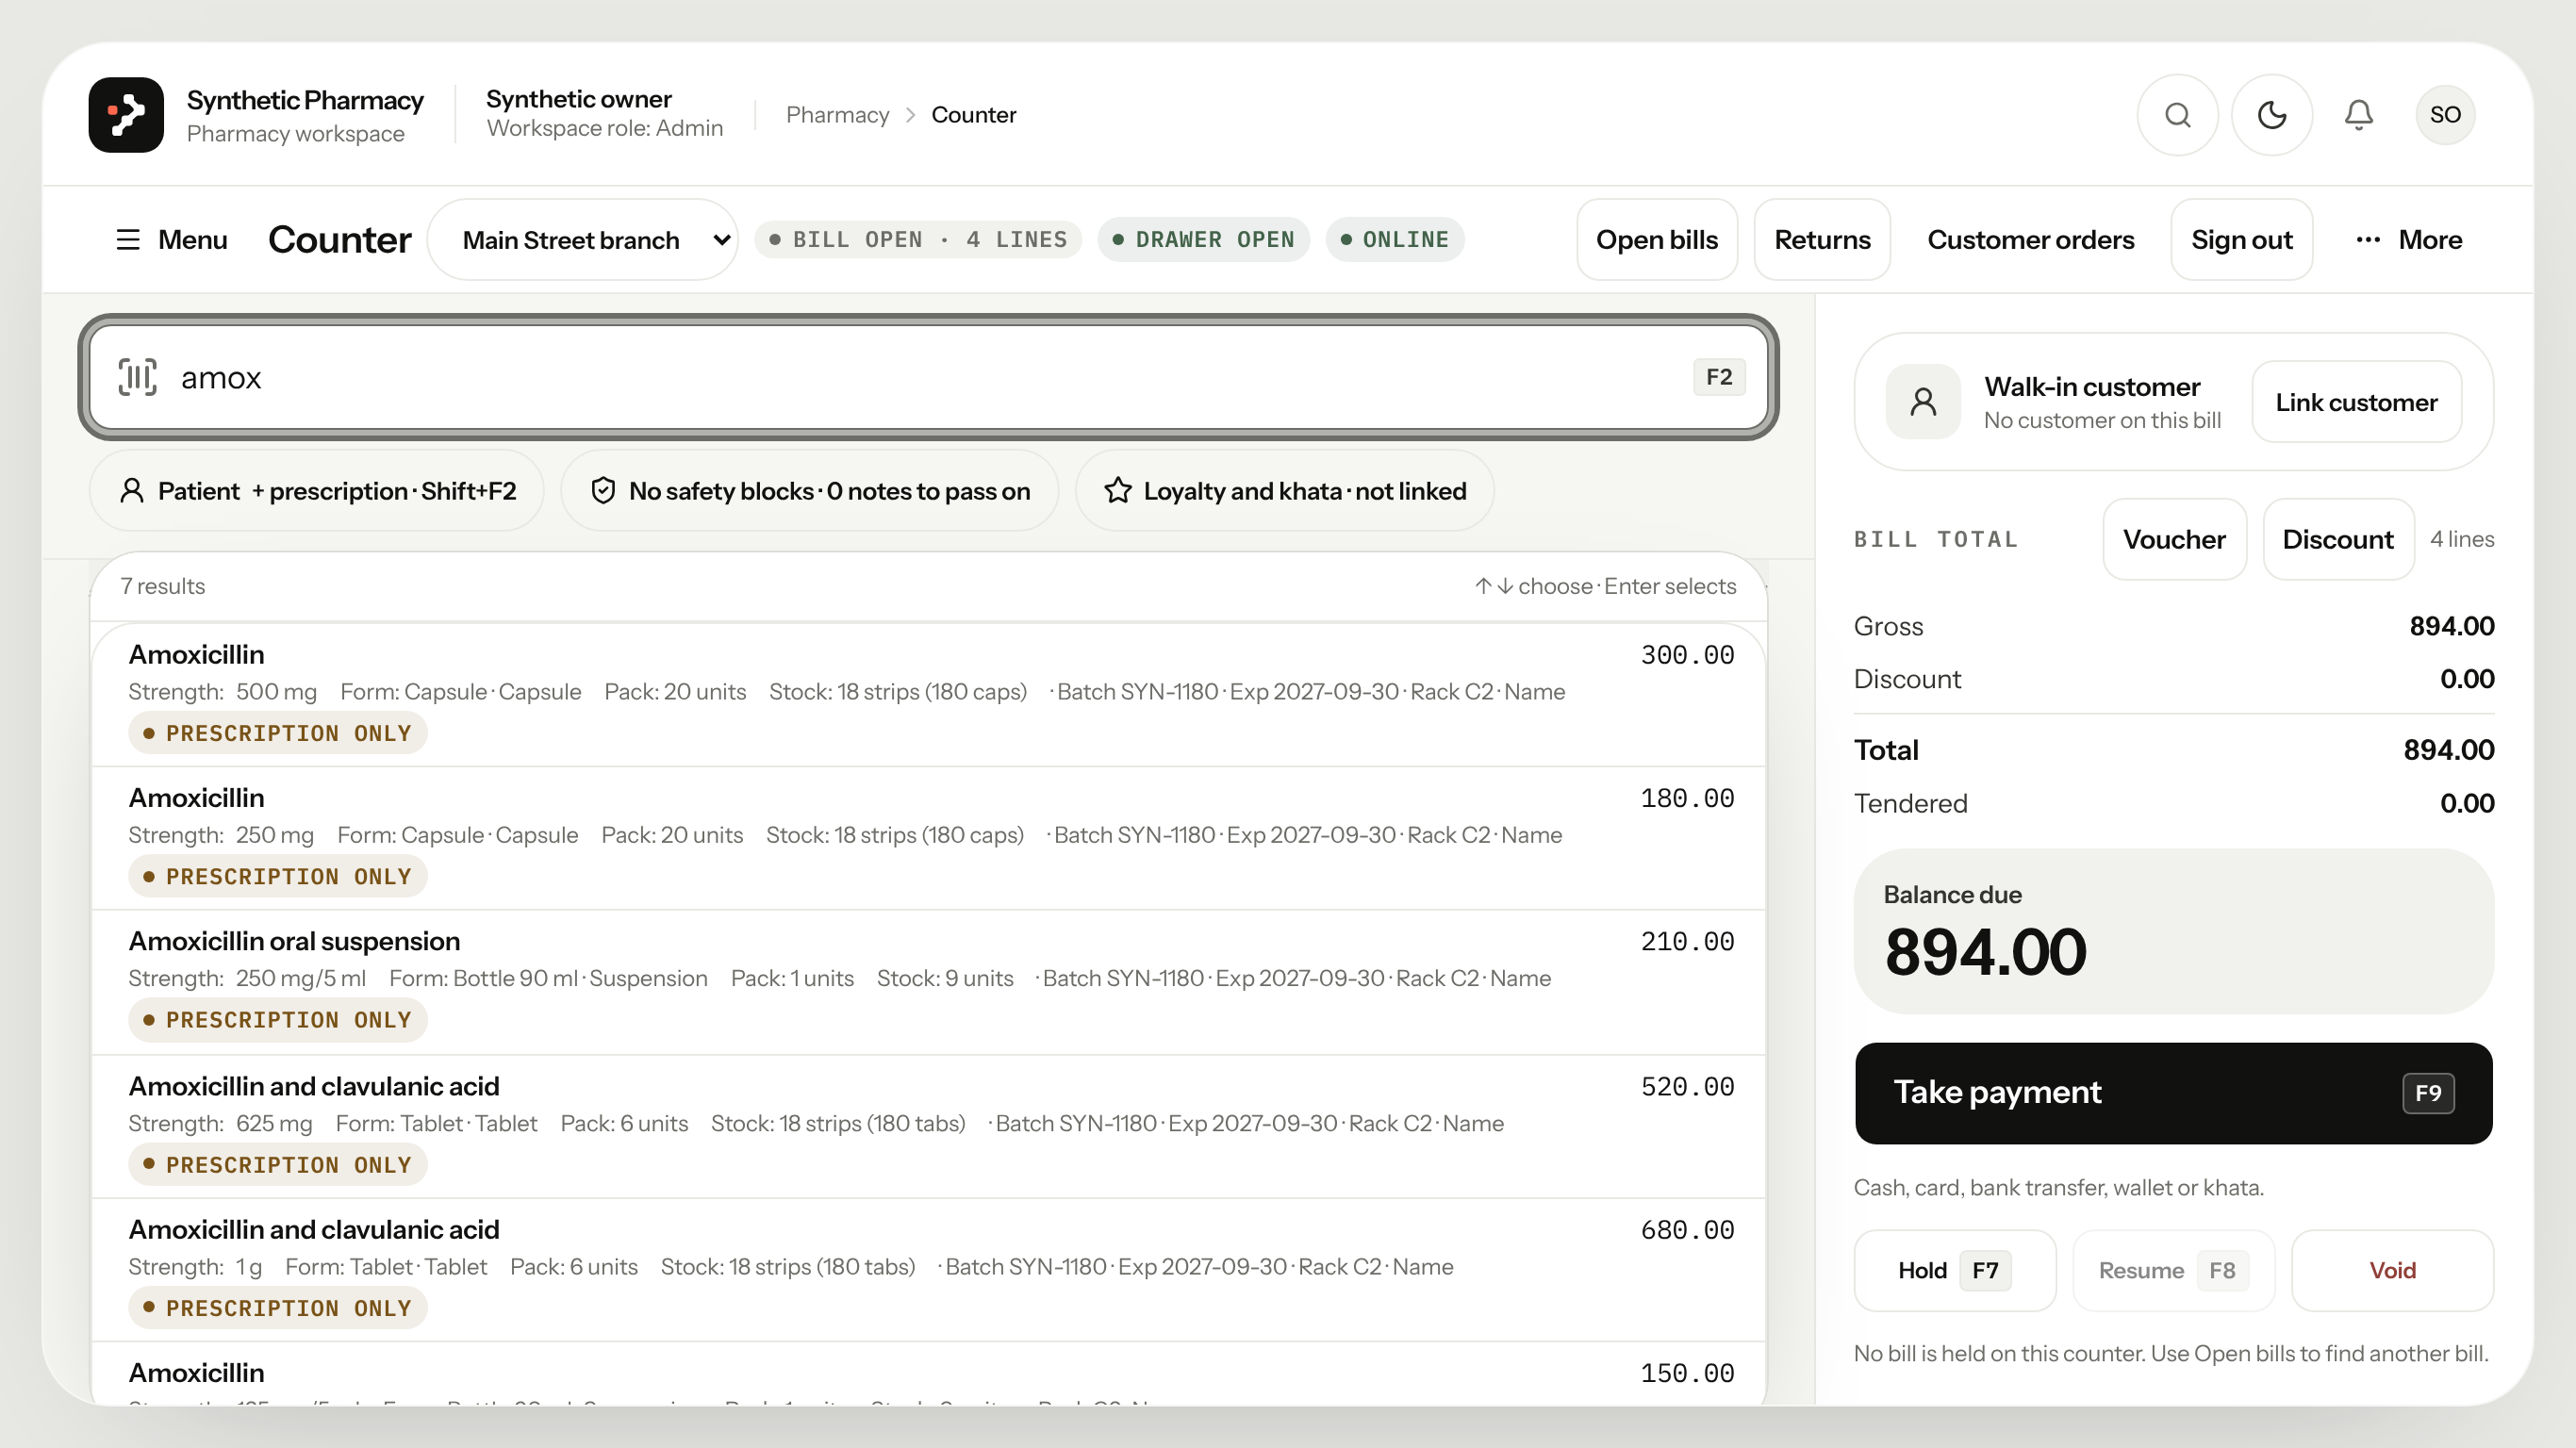 Synthetic Pharmacy
Pharmacy workspace
Synthetic owner
Workspace role: Admin
Pharmacy > Counter
SO
Menu
Counter
Main Street branch
BILL OPEN · 4 LINES
DRAWER OPEN
ONLINE
Open bills
Returns
Customer orders
Sign out
··· More
amox
F2
Patient + prescription · Shift+F2
No safety blocks · 0 notes to pass on
Loyalty and khata · not linked
7 results
↑↓ choose · Enter selects
Amoxicillin 300.00
Strength: 500 mg Form: Capsule · Capsule Pack: 20 units Stock: 18 strips (180 caps) · Batch SYN-1180 · Exp 2027-09-30 · Rack C2 · Name
PRESCRIPTION ONLY
Amoxicillin 180.00
Strength: 250 mg Form: Capsule · Capsule Pack: 20 units Stock: 18 strips (180 caps) · Batch SYN-1180 · Exp 2027-09-30 · Rack C2 · Name
PRESCRIPTION ONLY
Amoxicillin oral suspension 210.00
Strength: 250 mg/5 ml Form: Bottle 90 ml · Suspension Pack: 1 units Stock: 9 units · Batch SYN-1180 · Exp 2027-09-30 · Rack C2 · Name
PRESCRIPTION ONLY
Amoxicillin and clavulanic acid 520.00
Strength: 625 mg Form: Tablet · Tablet Pack: 6 units Stock: 18 strips (180 tabs) · Batch SYN-1180 · Exp 2027-09-30 · Rack C2 · Name
PRESCRIPTION ONLY
Amoxicillin and clavulanic acid 680.00
Strength: 1 g Form: Tablet · Tablet Pack: 6 units Stock: 18 strips (180 tabs) · Batch SYN-1180 · Exp 2027-09-30 · Rack C2 · Name
PRESCRIPTION ONLY
Amoxicillin 150.00
Walk-in customer
No customer on this bill
Link customer
BILL TOTAL
Voucher
Discount
4 lines
Gross 894.00
Discount 0.00
Total 894.00
Tendered 0.00
Balance due
894.00
Take payment F9
Cash, card, bank transfer, wallet or khata.
Hold F7
Resume F8
Void
No bill is held on this counter. Use Open bills to find another bill.